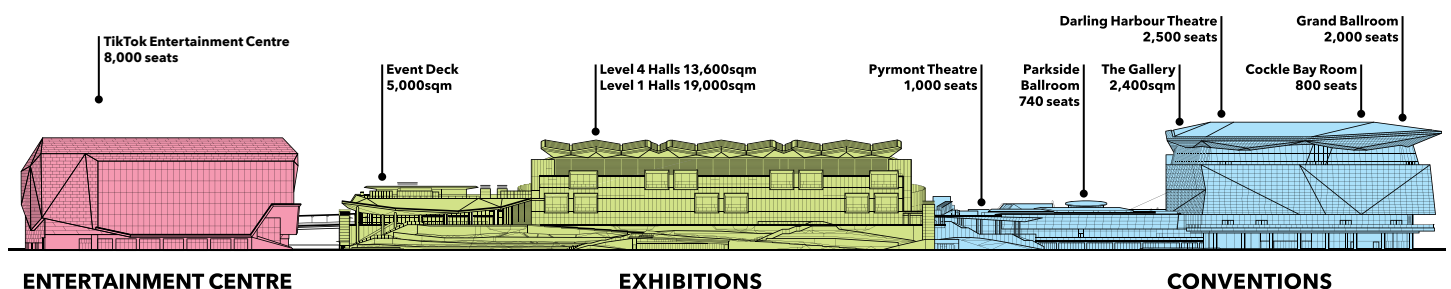 TikTok Entertainment Centre
8,000 seats
Event Deck
5,000sqm
Level 4 Halls 13,600sqm
Level 1 Halls 19,000sqm
Pyrmont Theatre
1,000 seats
Parkside
Ballroom
740 seats
The Gallery
2,400sqm
Darling Harbour Theatre
2,500 seats
Cockle Bay Room
800 seats
Grand Ballroom
2,000 seats
ENTERTAINMENT CENTRE
EXHIBITIONS
CONVENTIONS